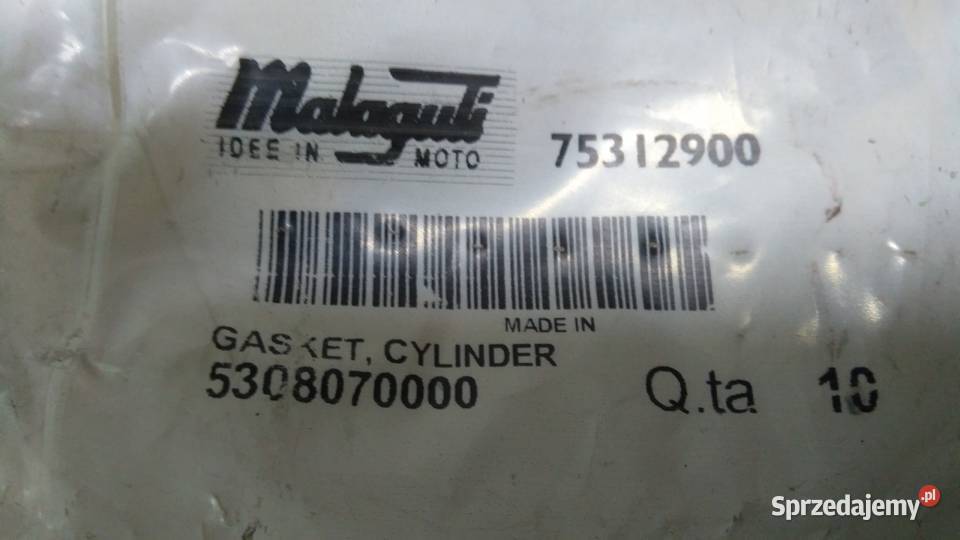 Malaguti
IDEE IN MOTO
75312900
MADE IN
GASKET, CYLINDER
5308070000
Q.ta 10
Sprzedajemy.pl